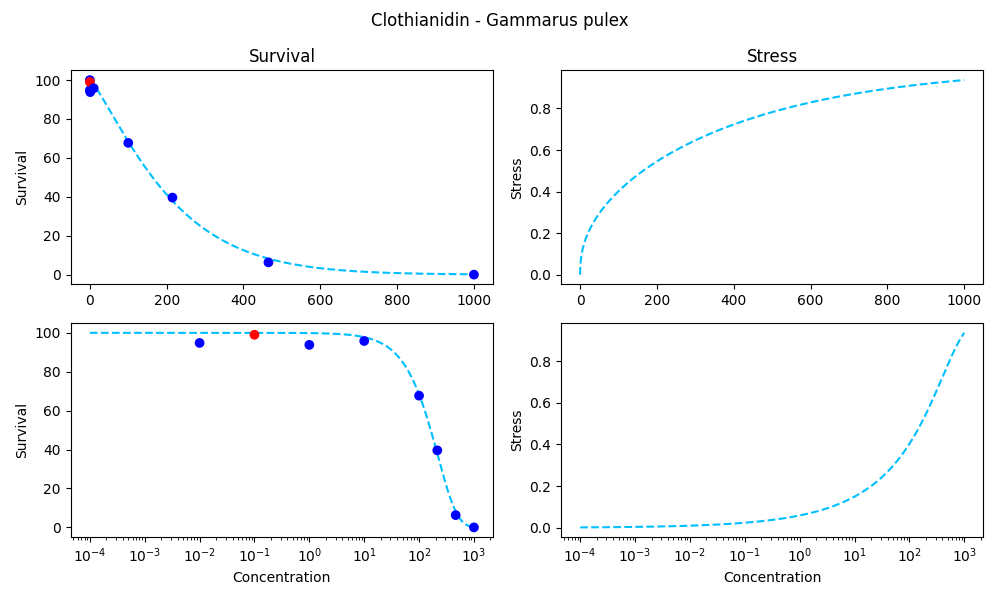 Clothianidin - Gammarus pulex
Survival
Stress
Survival
100
80
60
40
20
0
0 200 400 600 800 1000
Stress
0.8
0.6
0.4
0.2
0.0
0 200 400 600 800 1000
Survival
100
80
60
40
20
0
10⁻⁴ 10⁻³ 10⁻² 10⁻¹ 10⁰ 10¹ 10² 10³
Concentration
Stress
0.8
0.6
0.4
0.2
0.0
10⁻⁴ 10⁻³ 10⁻² 10⁻¹ 10⁰ 10¹ 10² 10³
Concentration